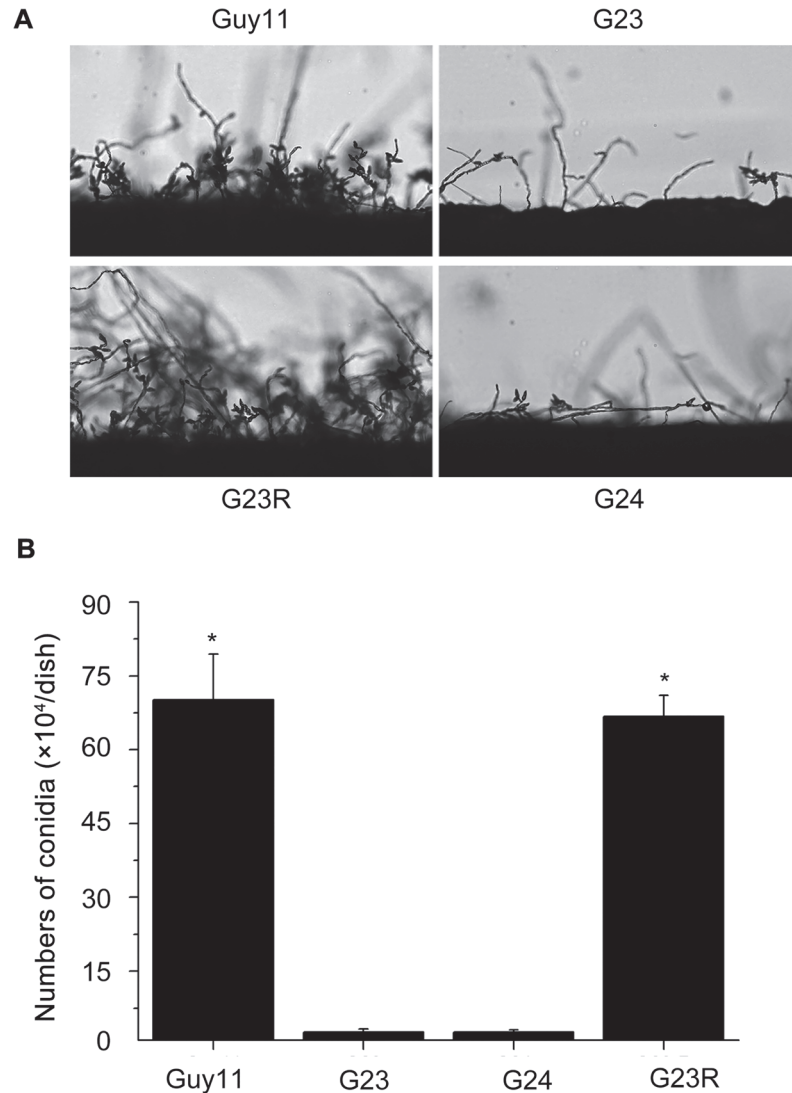 A
Guy11
G23
G23R
G24
B
Numbers of conidia (×10⁴/dish)
90
75
60
45
30
15
0
*
*
Guy11
G23
G24
G23R